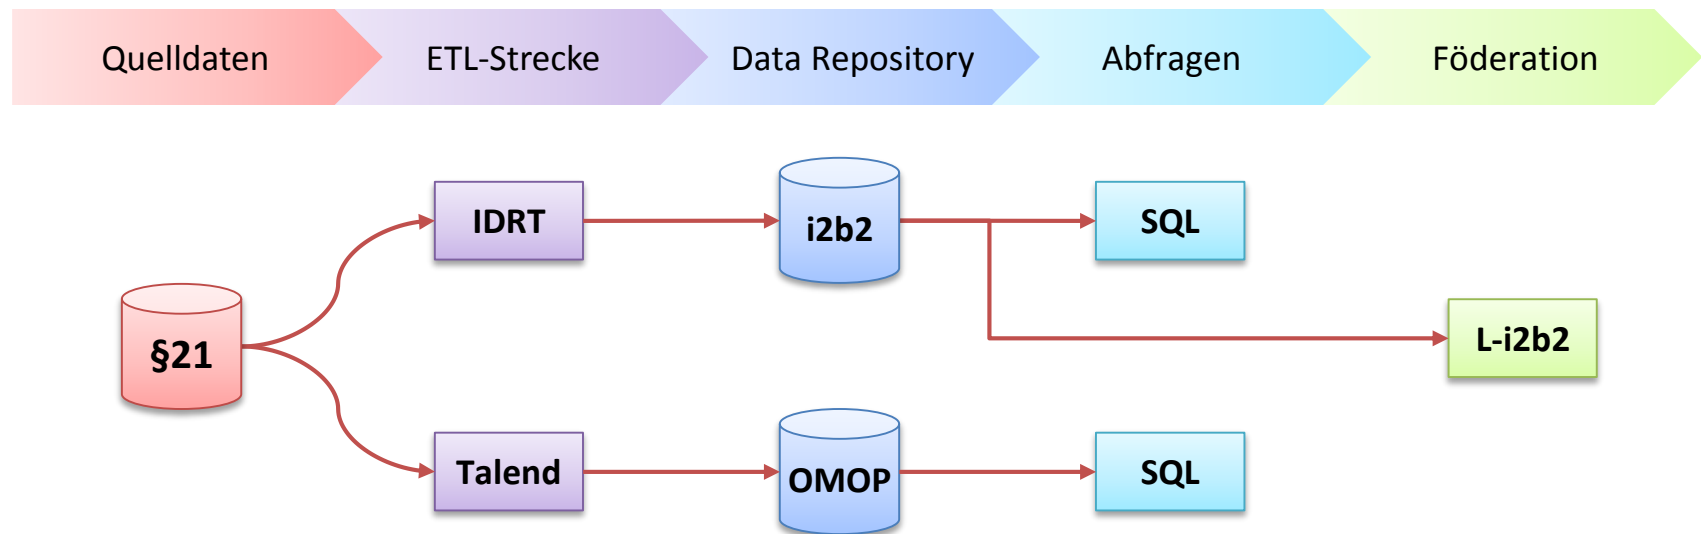 Quelldaten
ETL-Strecke
Data Repository
Abfragen
Föderation
IDRT
i2b2
SQL
§21
L-i2b2
Talend
OMOP
SQL